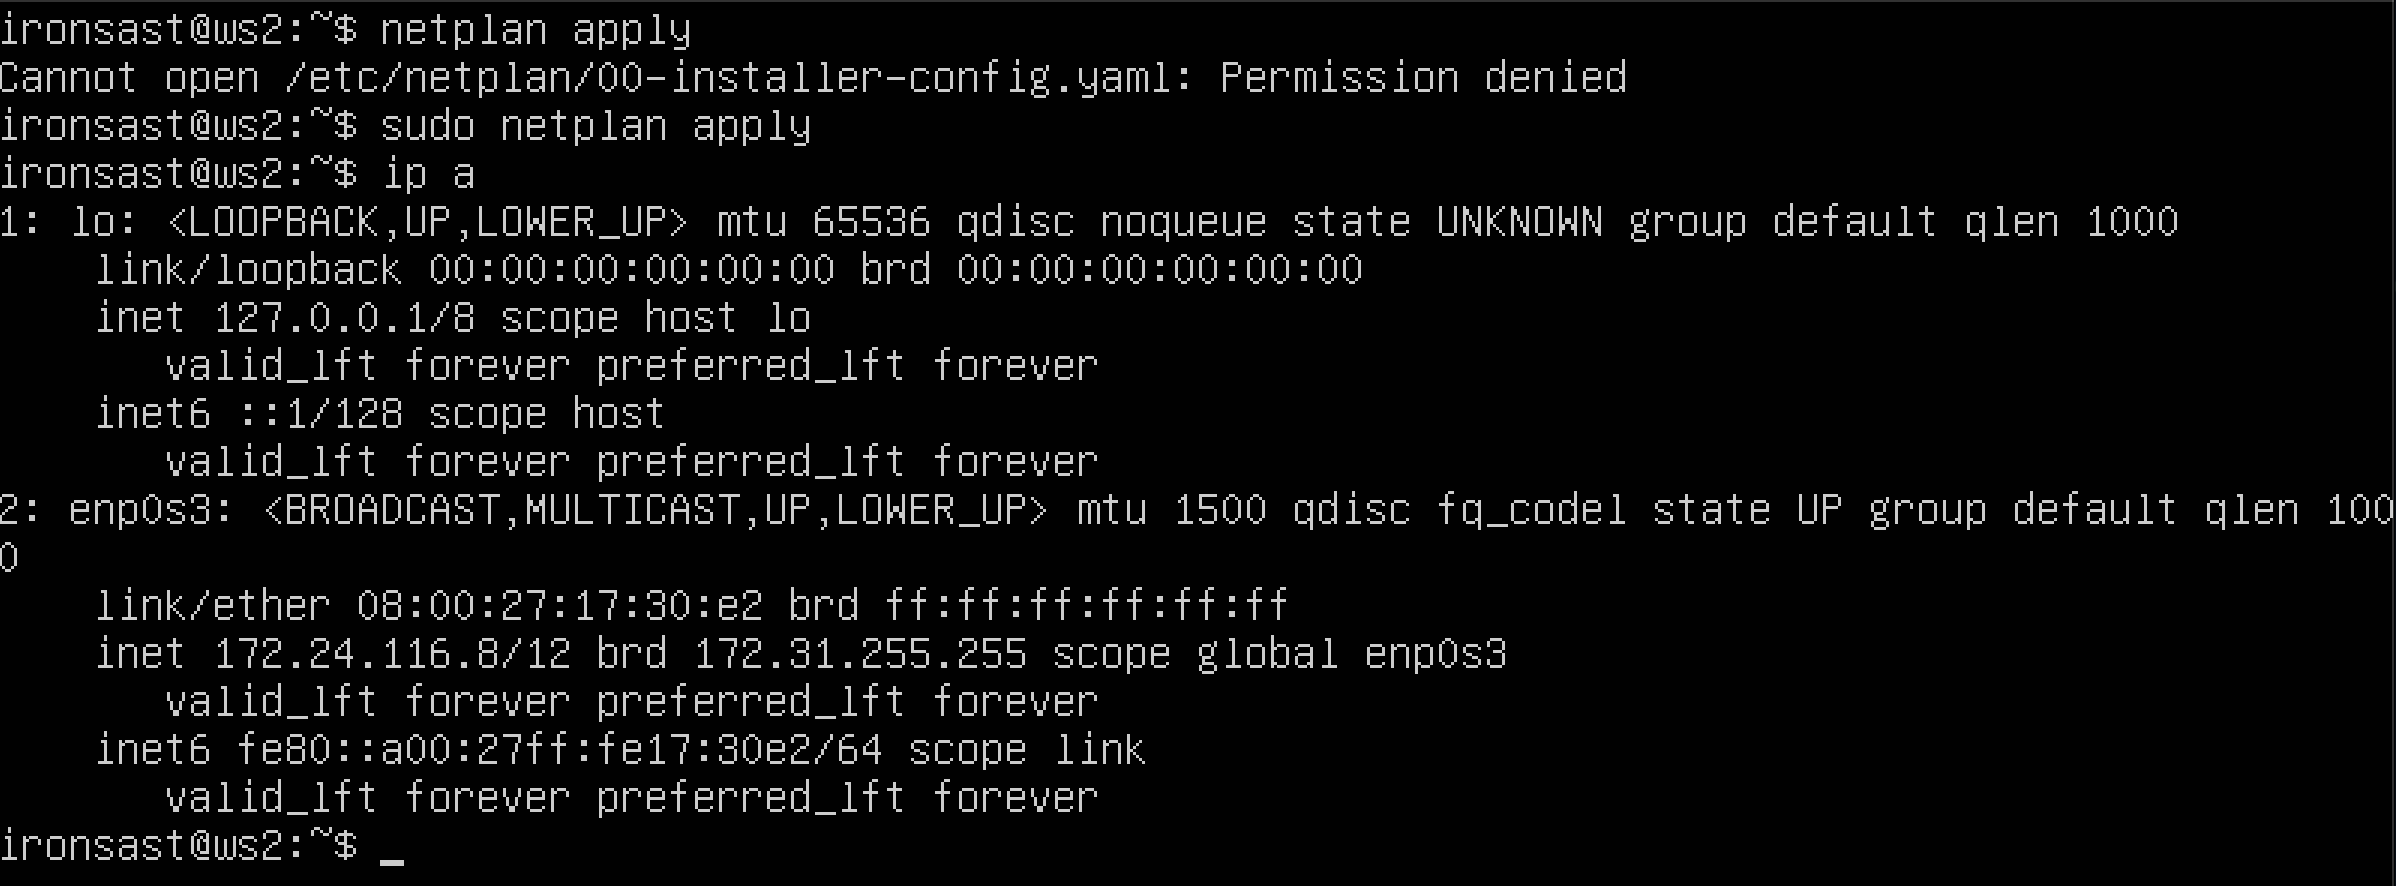 ironsast@ws2:~$ netplan apply
Cannot open /etc/netplan/00-installer-config.yaml: Permission denied
ironsast@ws2:~$ sudo netplan apply
ironsast@ws2:~$ ip a
1: lo: <LOOPBACK,UP,LOWER_UP> mtu 65536 qdisc noqueue state UNKNOWN group default qlen 1000
    link/loopback 00:00:00:00:00:00 brd 00:00:00:00:00:00
    inet 127.0.0.1/8 scope host lo
       valid_lft forever preferred_lft forever
    inet6 ::1/128 scope host
       valid_lft forever preferred_lft forever
2: enp0s3: <BROADCAST,MULTICAST,UP,LOWER_UP> mtu 1500 qdisc fq_codel state UP group default qlen 100
0
    link/ether 08:00:27:17:30:e2 brd ff:ff:ff:ff:ff:ff
    inet 172.24.116.8/12 brd 172.31.255.255 scope global enp0s3
       valid_lft forever preferred_lft forever
    inet6 fe80::a00:27ff:fe17:30e2/64 scope link
       valid_lft forever preferred_lft forever
ironsast@ws2:~$ _